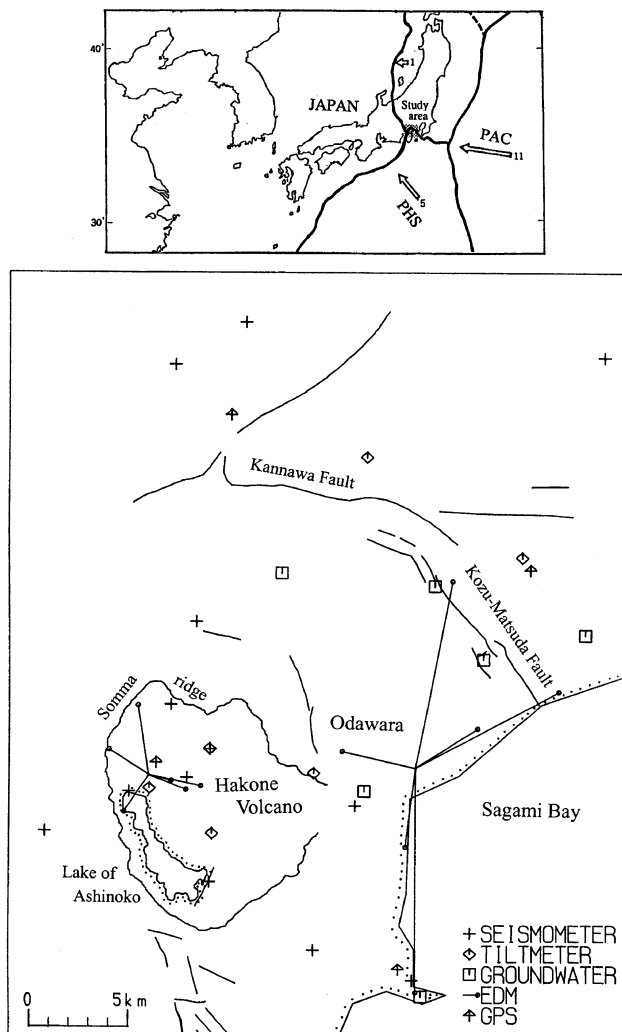 40°
1
JAPAN
Study
area
PAC
11
5
PHS
30°
Kannawa Fault
Kozu-Matsuda Fault
Somma
ridge
Odawara
Hakone
Volcano
Sagami Bay
Lake of
Ashinoko
SEISMOMETER
TILTMETER
GROUNDWATER
EDM
GPS
0 5km